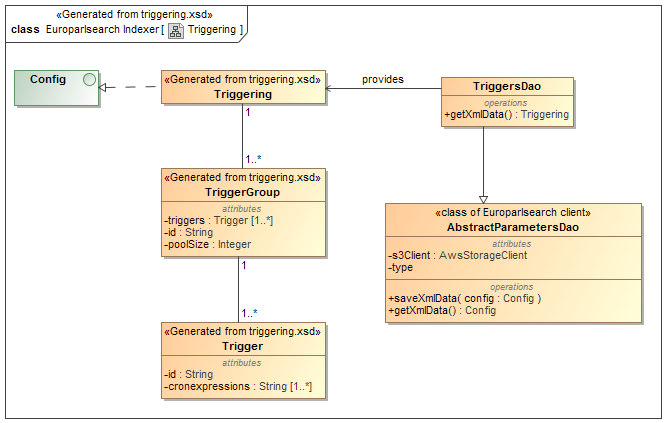 «Generated from triggering.xsd»
class Europarlsearch Indexer [ Triggering ]
Config
«Generated from triggering.xsd»
Triggering
provides
TriggersDao
operations
+getXmlData() : Triggering
1
1..*
«Generated from triggering.xsd»
TriggerGroup
attributes
-triggers : Trigger [1..*]
-id : String
-poolSize : Integer
«class of Europarlsearch client»
AbstractParametersDao
attributes
-s3Client : AwsStorageClient
-type
operations
+saveXmlData( config : Config )
+getXmlData() : Config
1
1..*
«Generated from triggering.xsd»
Trigger
attributes
-id : String
-cronexpressions : String [1..*]